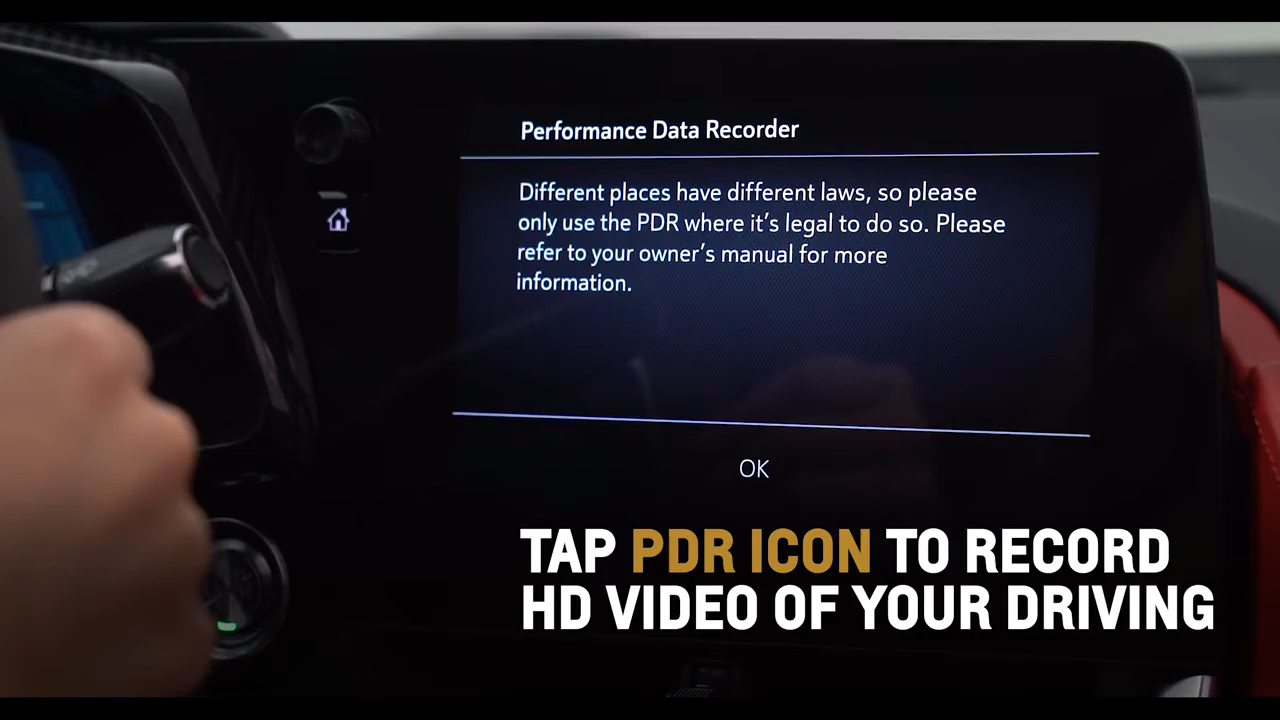 Performance Data Recorder
Different places have different laws, so please
only use the PDR where it's legal to do so. Please
refer to your owner's manual for more
information.
OK
TAP PDR ICON TO RECORD
HD VIDEO OF YOUR DRIVING